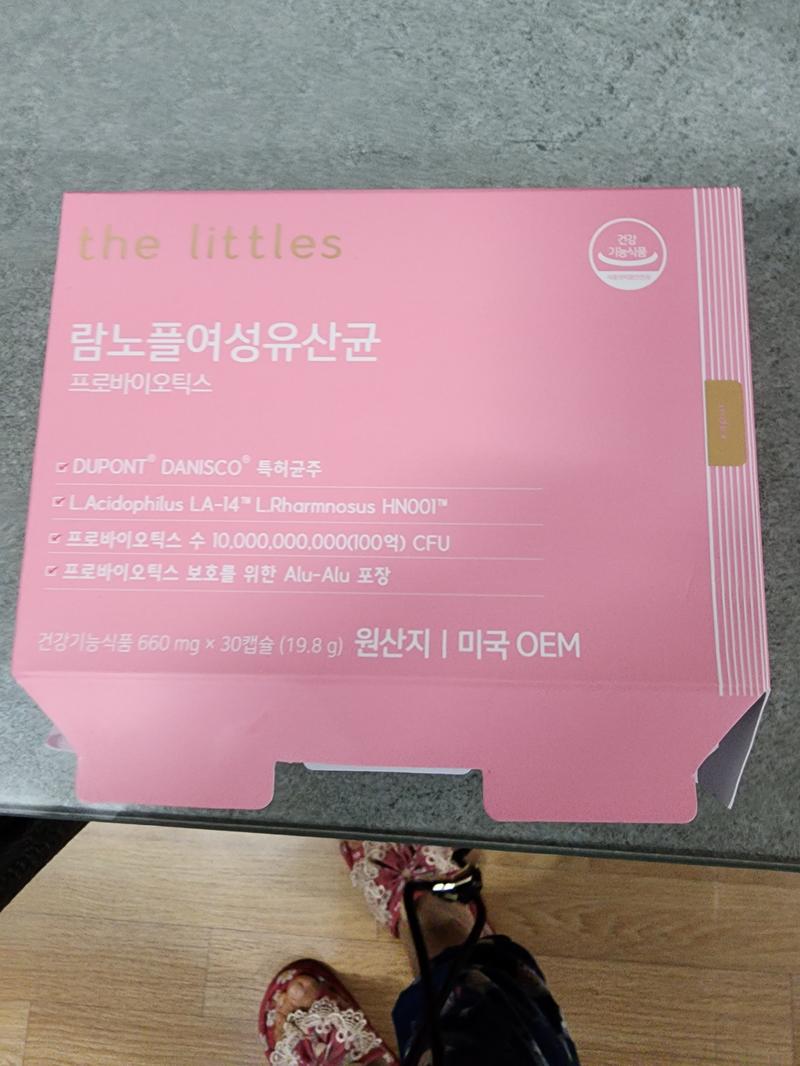 the littles
건강
기능식품
람노플여성유산균
프로바이오틱스
DUPONT® DANISCO® 특허균주
L.Acidophilus LA-14™ L.Rharmnosus HN001™
프로바이오틱스 수 10,000,000,000(100억) CFU
프로바이오틱스 보호를 위한 Alu-Alu 포장
건강기능식품 660 mg × 30캡슐 (19.8 g) 원산지 | 미국 OEM